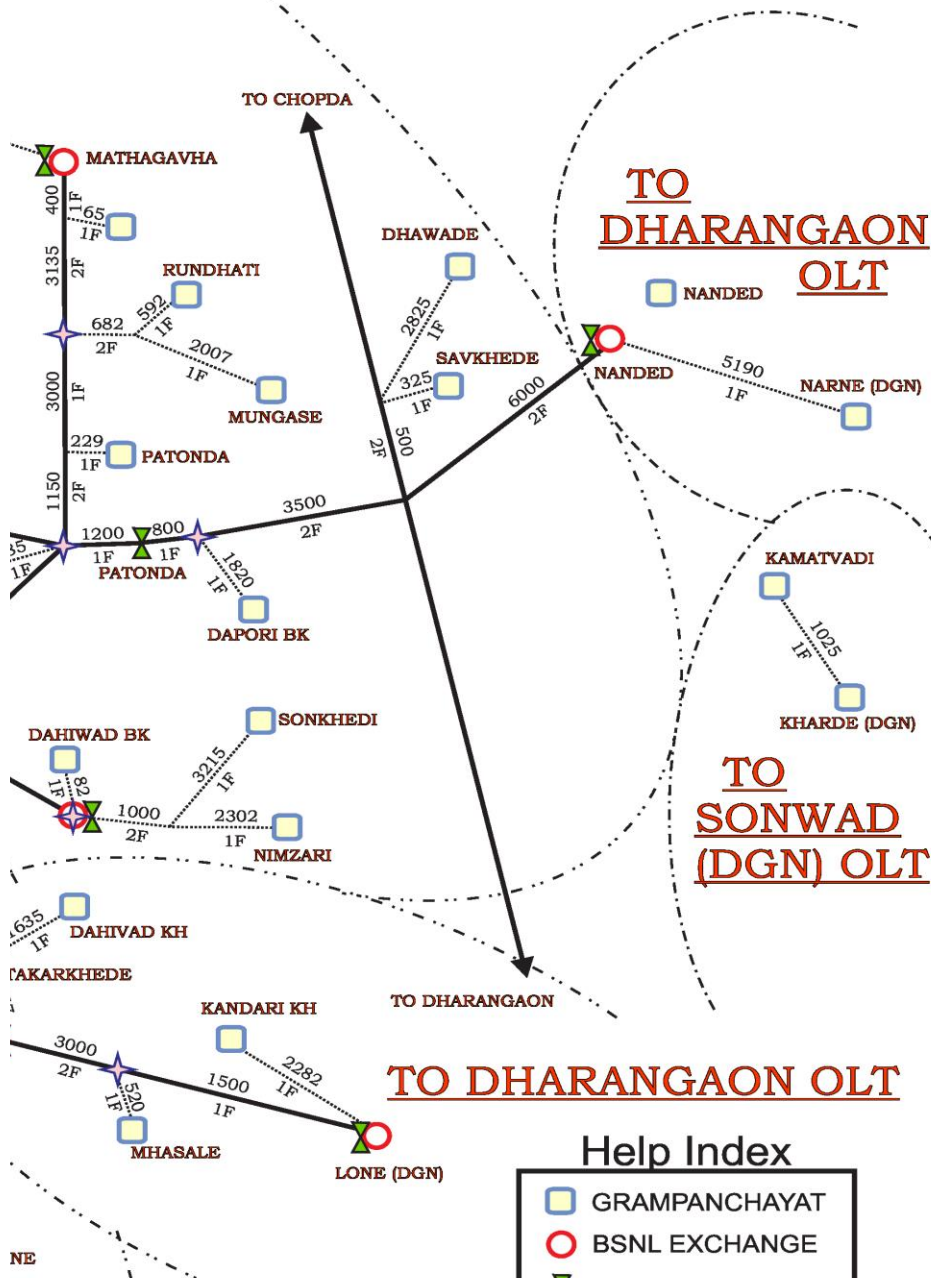 TO CHOPDA
MATHAGAVHA
400
1F
65
1F
3135
2F
RUNDHATI
592
1F
682
2F
2007
1F
MUNGASE
3000
1F
229
1F
PATONDA
1150
2F
1200
1F
PATONDA
800
1F
3500
2F
1820
1F
DAPORI BK
35
1F
DHAWADE
2825
1F
SAVKHEDE
325
1F
500
2F
6000
2F
TO
DHARANGAON
OLT
NANDED
NANDED
5190
1F
NARNE (DGN)
KAMATVADI
1025
1F
KHARDE (DGN)
TO
SONWAD
(DGN) OLT
DAHIWAD BK
82
1F
1000
2F
SONKHEDI
3215
1F
2302
1F
NIMZARI
1635
1F
DAHIVAD KH
TAKARKHEDE
TO DHARANGAON
KANDARI KH
2282
1F
3000
2F
1500
1F
520
1F
MHASALE
LONE (DGN)
TO DHARANGAON OLT
Help Index
GRAMPANCHAYAT
BSNL EXCHANGE
NE